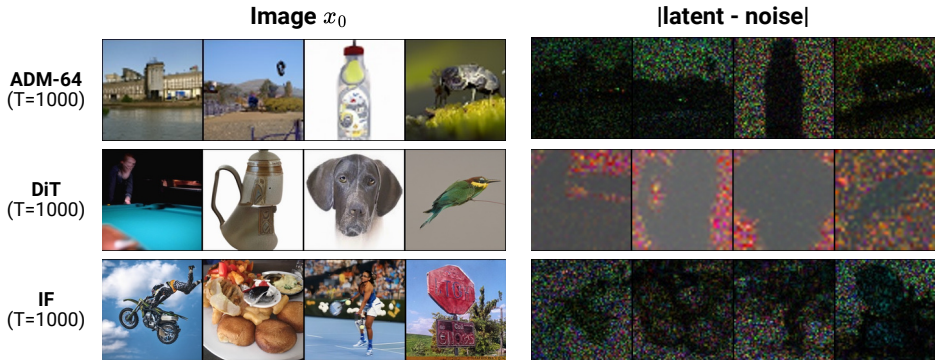 Image x₀
|latent - noise|
ADM-64
(T=1000)
DiT
(T=1000)
IF
(T=1000)